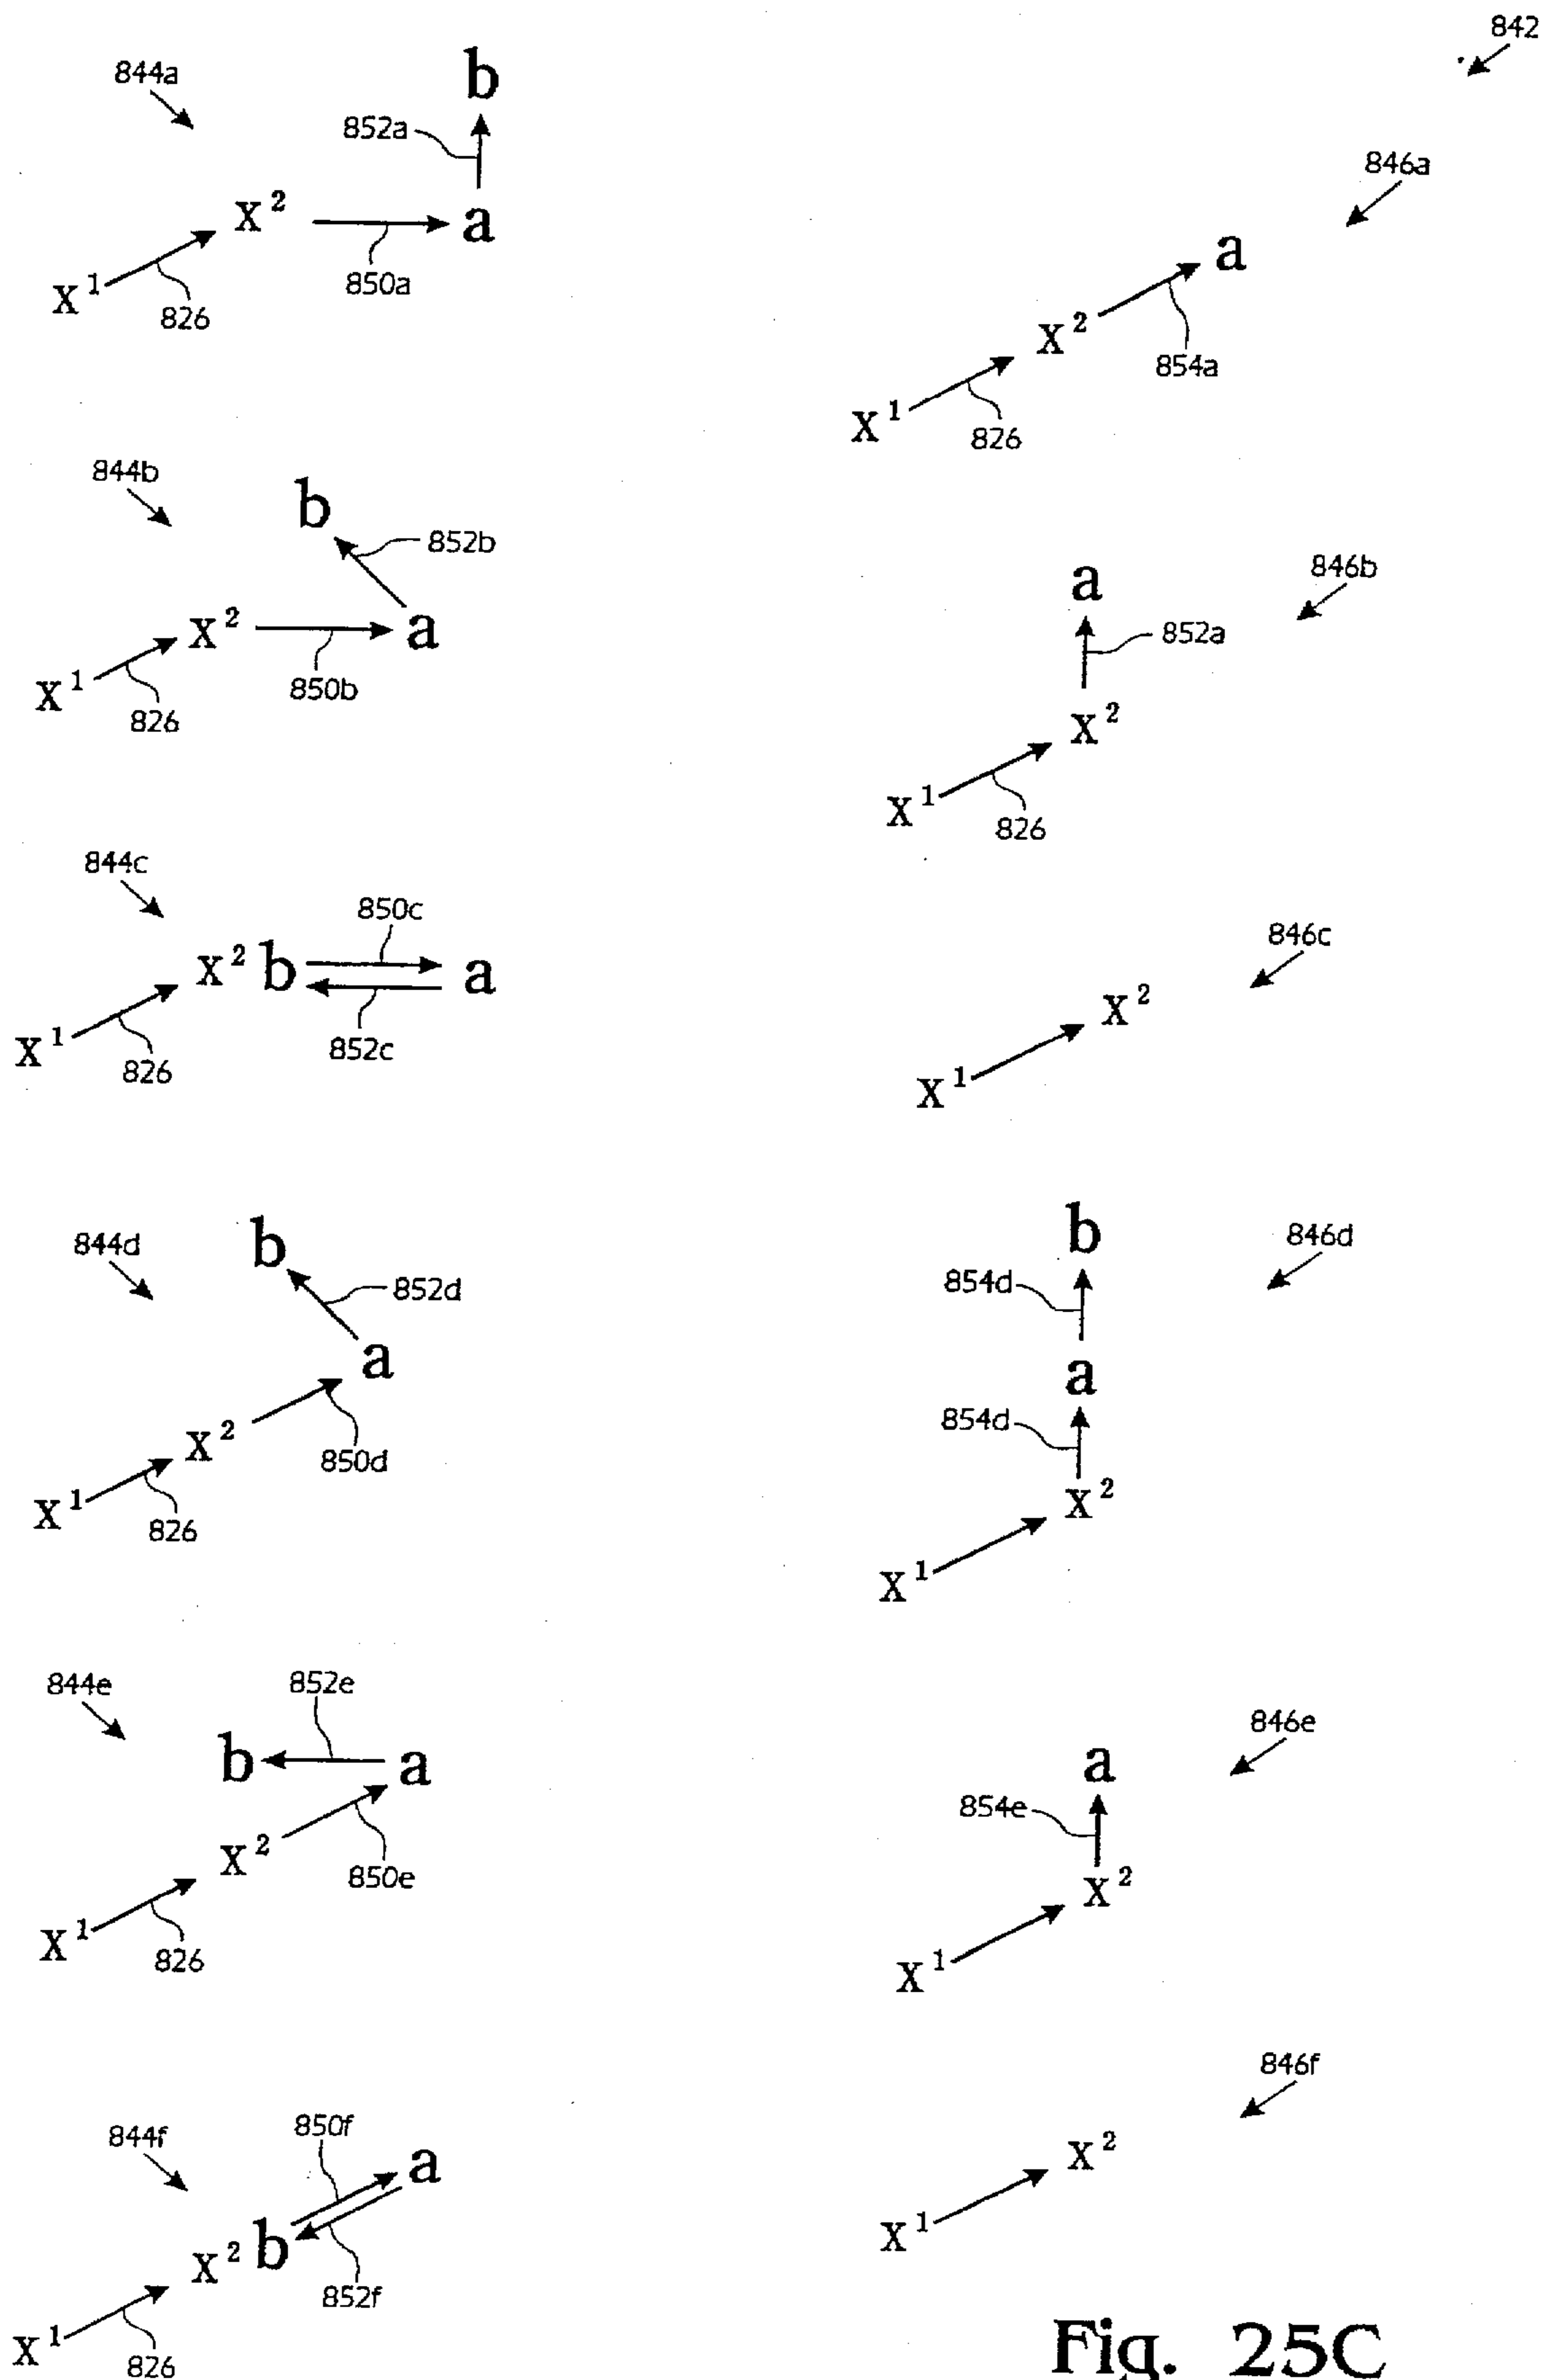 842
844a
b
852a
x²
a
850a
x¹
826
846a
a
x²
854a
x¹
826
844b
b
852b
x²
a
850b
x¹
826
846b
a
852a
x²
x¹
826
844c
850c
x² b
a
852c
x¹
826
846c
x²
x¹
844d
b
852d
a
x²
850d
x¹
826
846d
b
854d
a
854d
x²
x¹
844e
852e
b
a
x²
850e
x¹
826
846e
a
854e
x²
x¹
844f
850f
a
x² b
852f
x¹
826
846f
x²
x¹
Fig. 25C